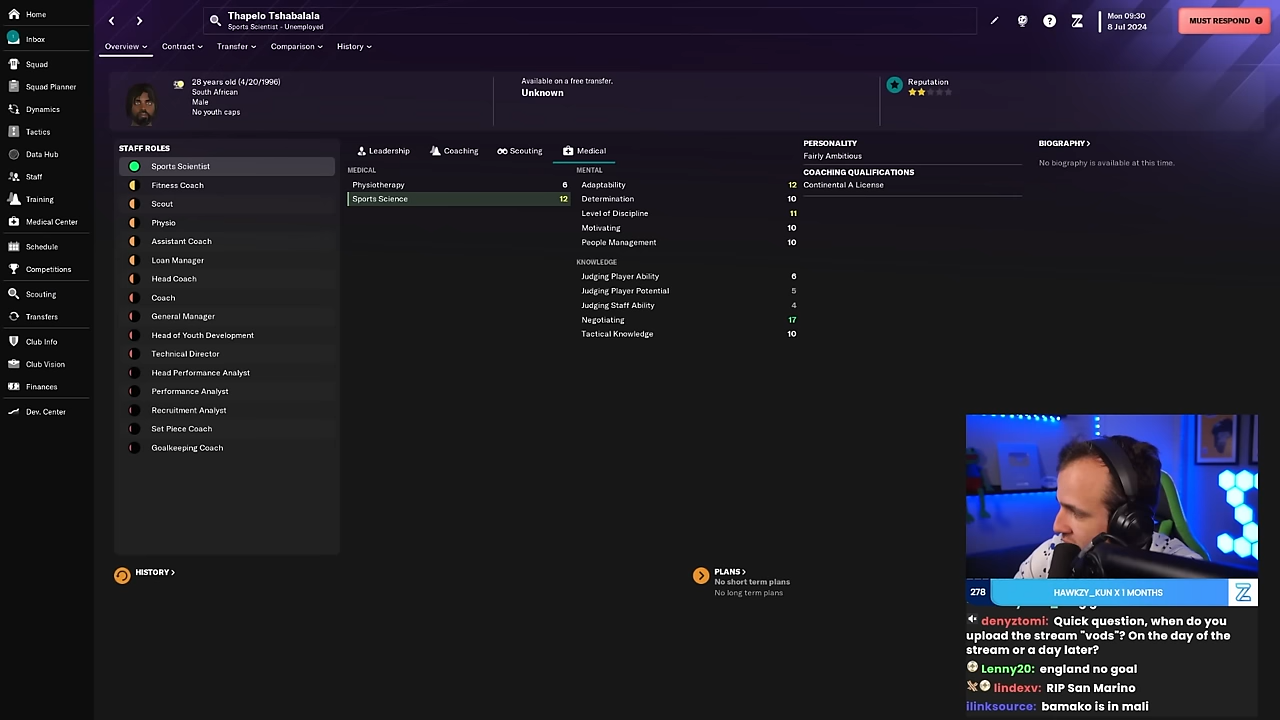 Home
Inbox
Squad
Squad Planner
Dynamics
Tactics
Data Hub
Staff
Training
Medical Center
Schedule
Competitions
Scouting
Transfers
Club Info
Club Vision
Finances
Dev. Center
Thapelo Tshabalala
Sports Scientist - Unemployed
Mon 09:30
8 Jul 2024
MUST RESPOND
Overview
Contract
Transfer
Comparison
History
28 years old (4/20/1996)
South African
Male
No youth caps
Available on a free transfer.
Unknown
Reputation
STAFF ROLES
Sports Scientist
Fitness Coach
Scout
Physio
Assistant Coach
Loan Manager
Head Coach
Coach
General Manager
Head of Youth Development
Technical Director
Head Performance Analyst
Performance Analyst
Recruitment Analyst
Set Piece Coach
Goalkeeping Coach
Leadership
Coaching
Scouting
Medical
MEDICAL
Physiotherapy 6
Sports Science 12
MENTAL
Adaptability 12
Determination 10
Level of Discipline 11
Motivating 10
People Management 10
KNOWLEDGE
Judging Player Ability 6
Judging Player Potential 5
Judging Staff Ability 4
Negotiating 17
Tactical Knowledge 10
PERSONALITY
Fairly Ambitious
COACHING QUALIFICATIONS
Continental A License
BIOGRAPHY >
No biography is available at this time.
HISTORY >
PLANS >
No short term plans
No long term plans
278 HAWKZY_KUN X 1 MONTHS
denyztomi: Quick question, when do you
upload the stream "vods"? On the day of the
stream or a day later?
Lenny20: england no goal
lindexv: RIP San Marino
ilinksource: bamako is in mali